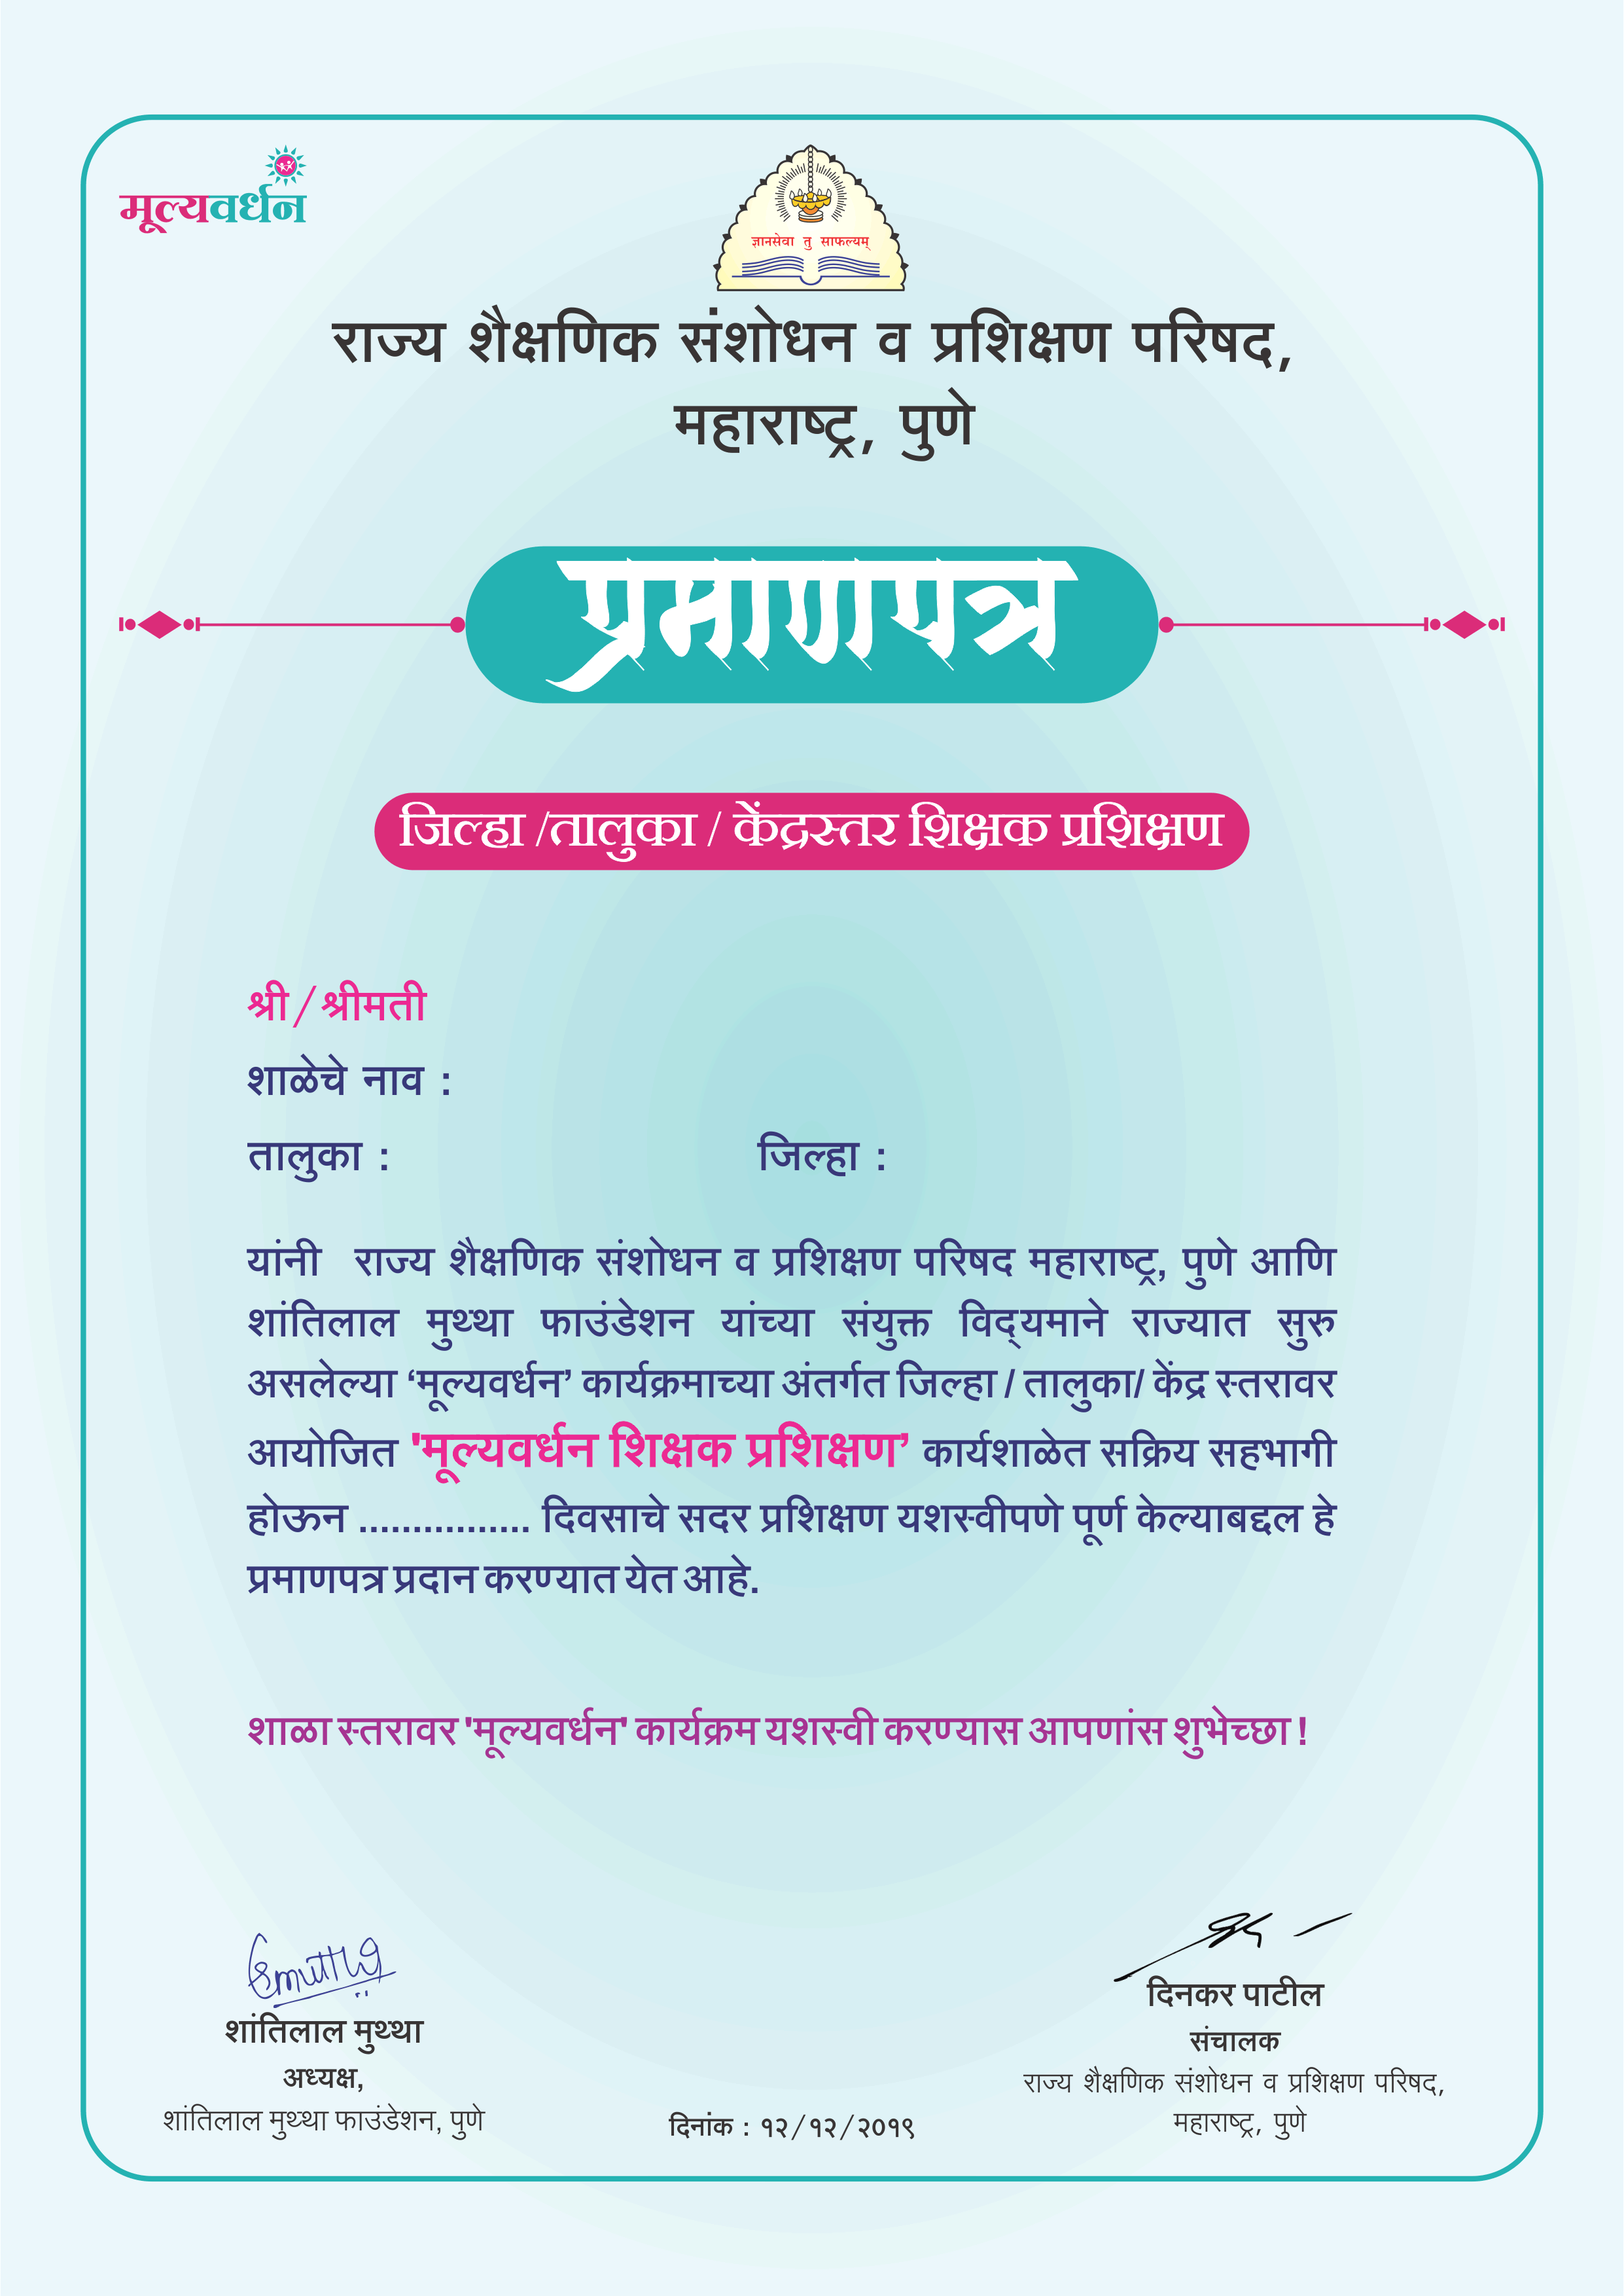 मूल्यवर्धन
ज्ञानसेवा तु साफल्यम्
राज्य शैक्षणिक संशोधन व प्रशिक्षण परिषद,
महाराष्ट्र, पुणे
प्रमाणपत्र
जिल्हा /तालुका / केंद्रस्तर शिक्षक प्रशिक्षण
श्री/श्रीमती
शाळेचे नाव :
तालुका : जिल्हा :
यांनी राज्य शैक्षणिक संशोधन व प्रशिक्षण परिषद महाराष्ट्र, पुणे आणि
शांतिलाल मुथ्था फाउंडेशन यांच्या संयुक्त विद्‌यमाने राज्यात सुरु
असलेल्या ‘मूल्यवर्धन’ कार्यक्रमाच्या अंतर्गत जिल्हा / तालुका/ केंद्र स्तरावर
आयोजित 'मूल्यवर्धन शिक्षक प्रशिक्षण’ कार्यशाळेत सक्रिय सहभागी
होऊन ................ दिवसाचे सदर प्रशिक्षण यशस्वीपणे पूर्ण केल्याबद्दल हे
प्रमाणपत्र प्रदान करण्यात येत आहे.
शाळा स्तरावर 'मूल्यवर्धन' कार्यक्रम यशस्वी करण्यास आपणांस शुभेच्छा !
Smuttha
शांतिलाल मुथ्था
अध्यक्ष,
शांतिलाल मुथ्था फाउंडेशन, पुणे
दिनांक : १२/१२/२०१९
दिनकर पाटील
संचालक
राज्य शैक्षणिक संशोधन व प्रशिक्षण परिषद,
महाराष्ट्र, पुणे